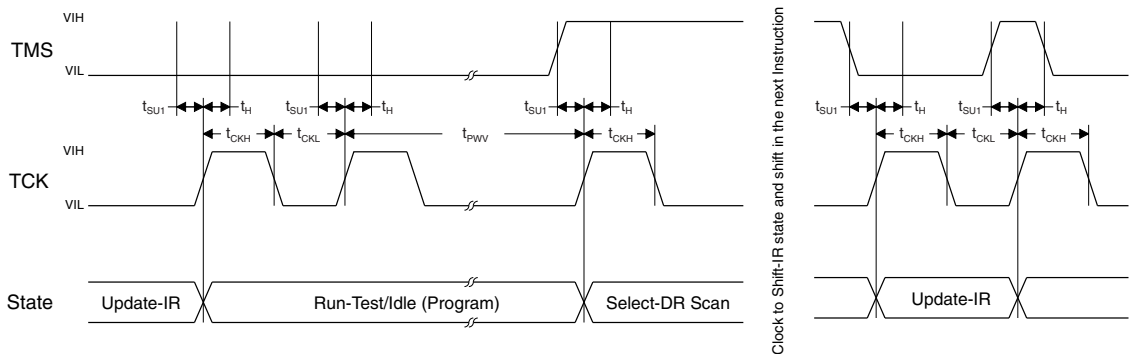 VIH
TMS
VIL
tSU1
tH
tSU1
tH
tSU1
tH
tSU1
tH
tSU1
tH
tCKH
tCKL
tPWV
tCKH
tCKH
tCKL
tCKH
VIH
TCK
VIL
State
Update-IR
Run-Test/Idle (Program)
Select-DR Scan
Clock to Shift-IR state and shift in the next Instruction
Update-IR